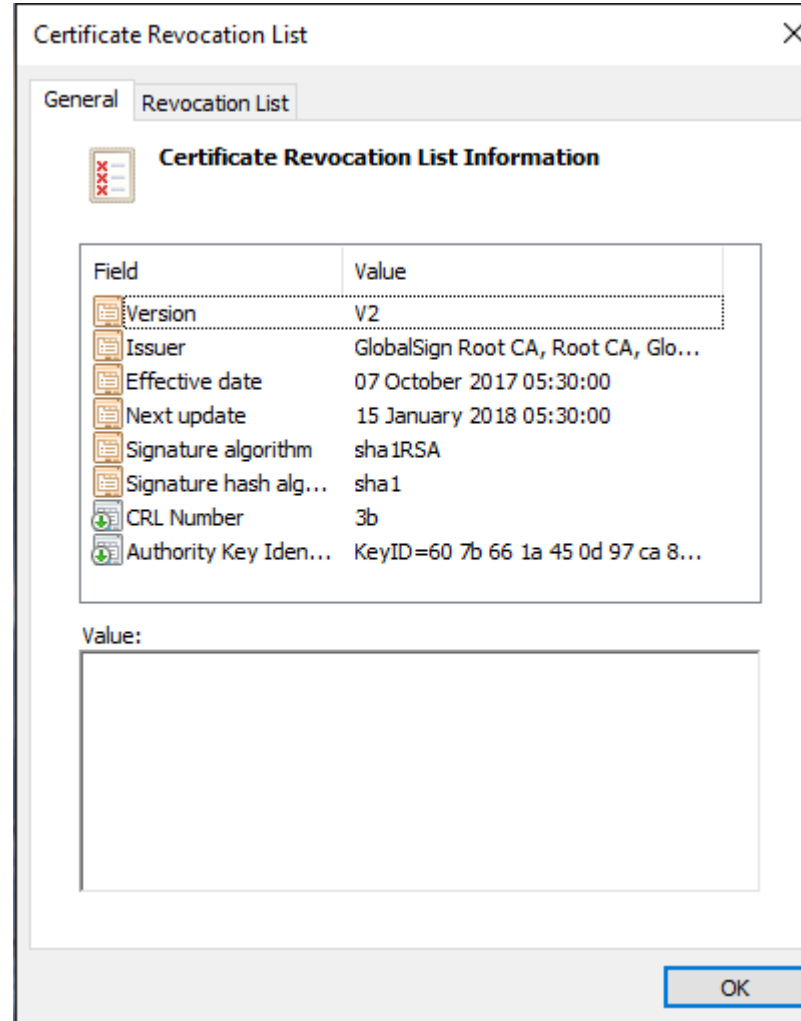 Certificate Revocation List
General Revocation List
Certificate Revocation List Information
Field Value
Version V2
Issuer GlobalSign Root CA, Root CA, Glo...
Effective date 07 October 2017 05:30:00
Next update 15 January 2018 05:30:00
Signature algorithm sha1RSA
Signature hash alg... sha1
CRL Number 3b
Authority Key Iden... KeyID=60 7b 66 1a 45 0d 97 ca 8...
Value:
OK